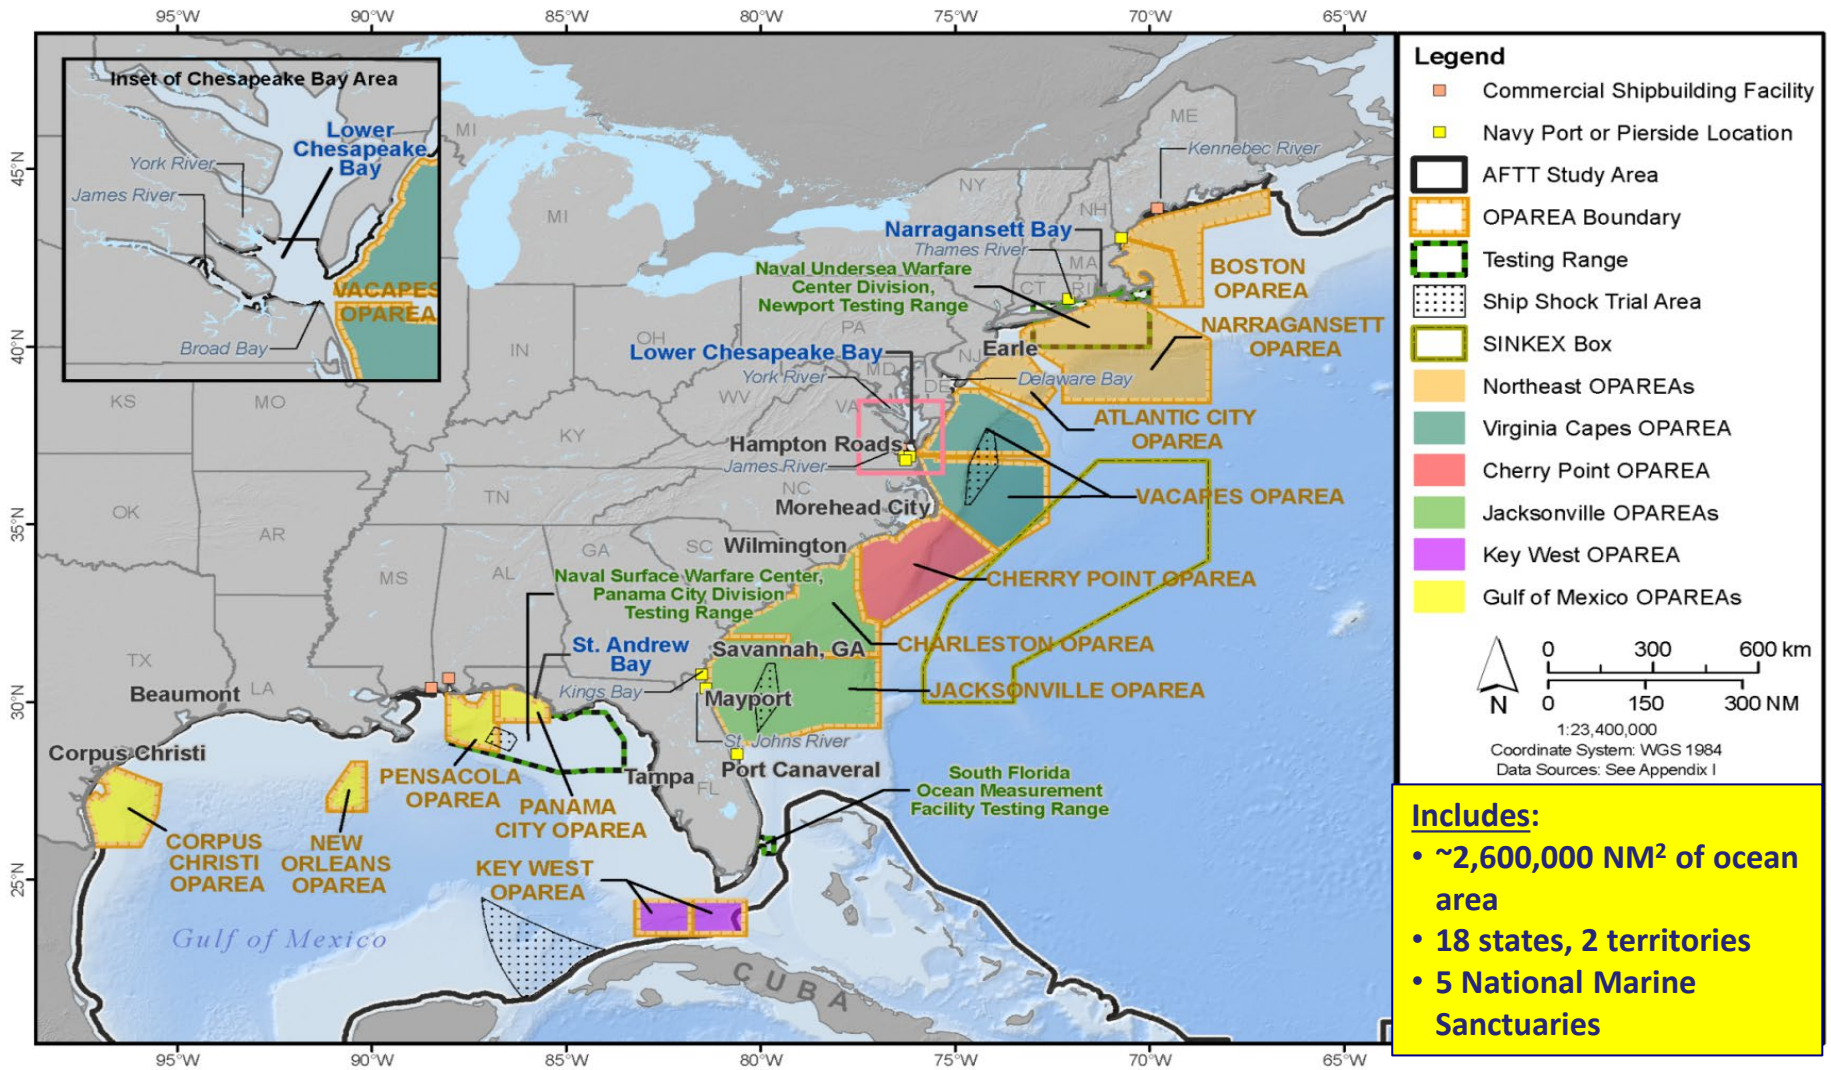 95°W 90°W 85°W 80°W 75°W 70°W 65°W
45°N
40°N
35°N
30°N
25°N
Inset of Chesapeake Bay Area
Lower
Chesapeake
Bay
York River
James River
VACAPES
OPAREA
Broad Bay
MI
MI
ME
Kennebec River
NY
NH
Narragansett Bay
Thames River
MA
CT
RI
Naval Undersea Warfare
Center Division,
Newport Testing Range
BOSTON
OPAREA
NARRAGANSETT
OPAREA
PA
OH
IN
NJ
Earle
Lower Chesapeake Bay
MD
DE
Delaware Bay
York River
WV
VA
KS
MO
KY
ATLANTIC CITY
OPAREA
Hampton Roads
James River
NC
TN
VACAPES OPAREA
Morehead City
OK
AR
SC
GA
Wilmington
MS
AL
Naval Surface Warfare Center,
Panama City Division
Testing Range
CHERRY POINT OPAREA
CHARLESTON OPAREA
St. Andrew
Bay
Savannah, GA
TX
LA
Beaumont
Kings Bay
Mayport
JACKSONVILLE OPAREA
St. Johns River
Corpus Christi
Tampa
Port Canaveral
FL
PENSACOLA
OPAREA
PANAMA
CITY OPAREA
South Florida
Ocean Measurement
Facility Testing Range
CORPUS
CHRISTI
OPAREA
NEW
ORLEANS
OPAREA
KEY WEST
OPAREA
Gulf of Mexico
CUBA
95°W 90°W 85°W 80°W 75°W 70°W 65°W
Legend
Commercial Shipbuilding Facility
Navy Port or Pierside Location
AFTT Study Area
OPAREA Boundary
Testing Range
Ship Shock Trial Area
SINKEX Box
Northeast OPAREAs
Virginia Capes OPAREA
Cherry Point OPAREA
Jacksonville OPAREAs
Key West OPAREA
Gulf of Mexico OPAREAs
N
0 300 600 km
0 150 300 NM
1:23,400,000
Coordinate System: WGS 1984
Data Sources: See Appendix I
Includes:
• ~2,600,000 NM² of ocean
area
• 18 states, 2 territories
• 5 National Marine
Sanctuaries